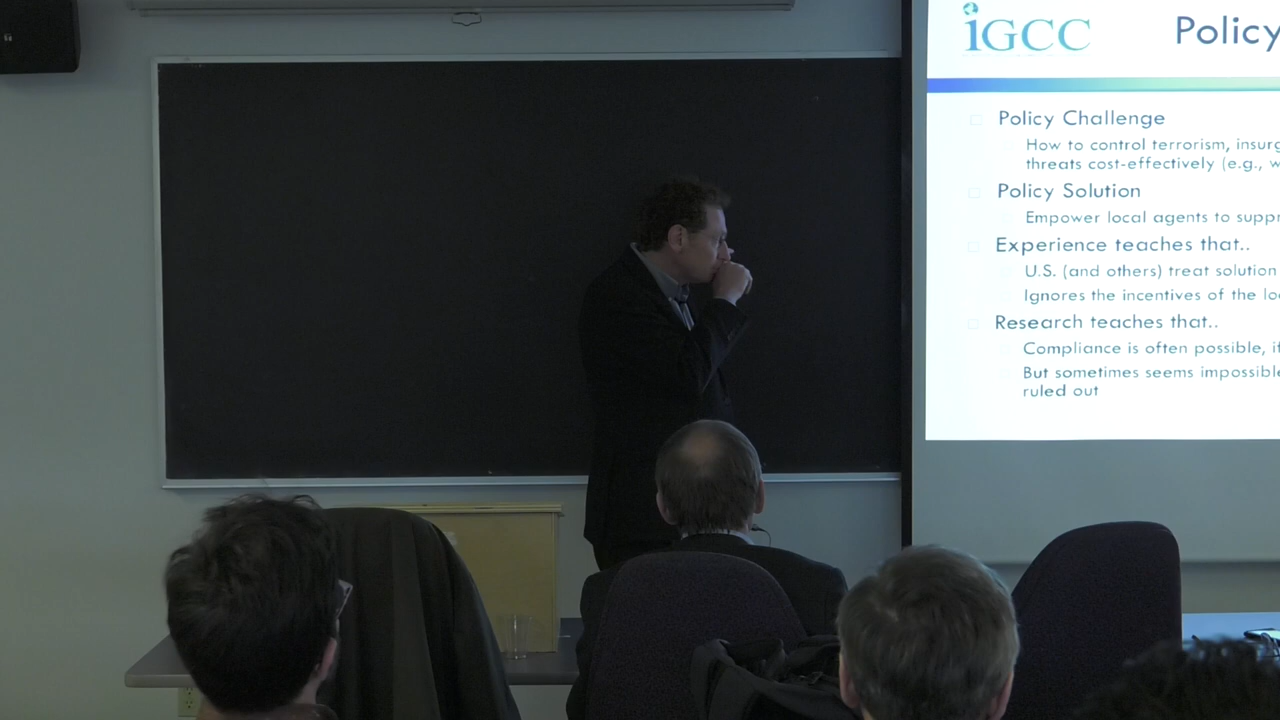 iGCC
Policy
Policy Challenge
How to control terrorism, insurg
threats cost-effectively (e.g., w
Policy Solution
Empower local agents to suppr
Experience teaches that..
U.S. (and others) treat solution
Ignores the incentives of the lo
Research teaches that..
Compliance is often possible, if
But sometimes seems impossible
ruled out